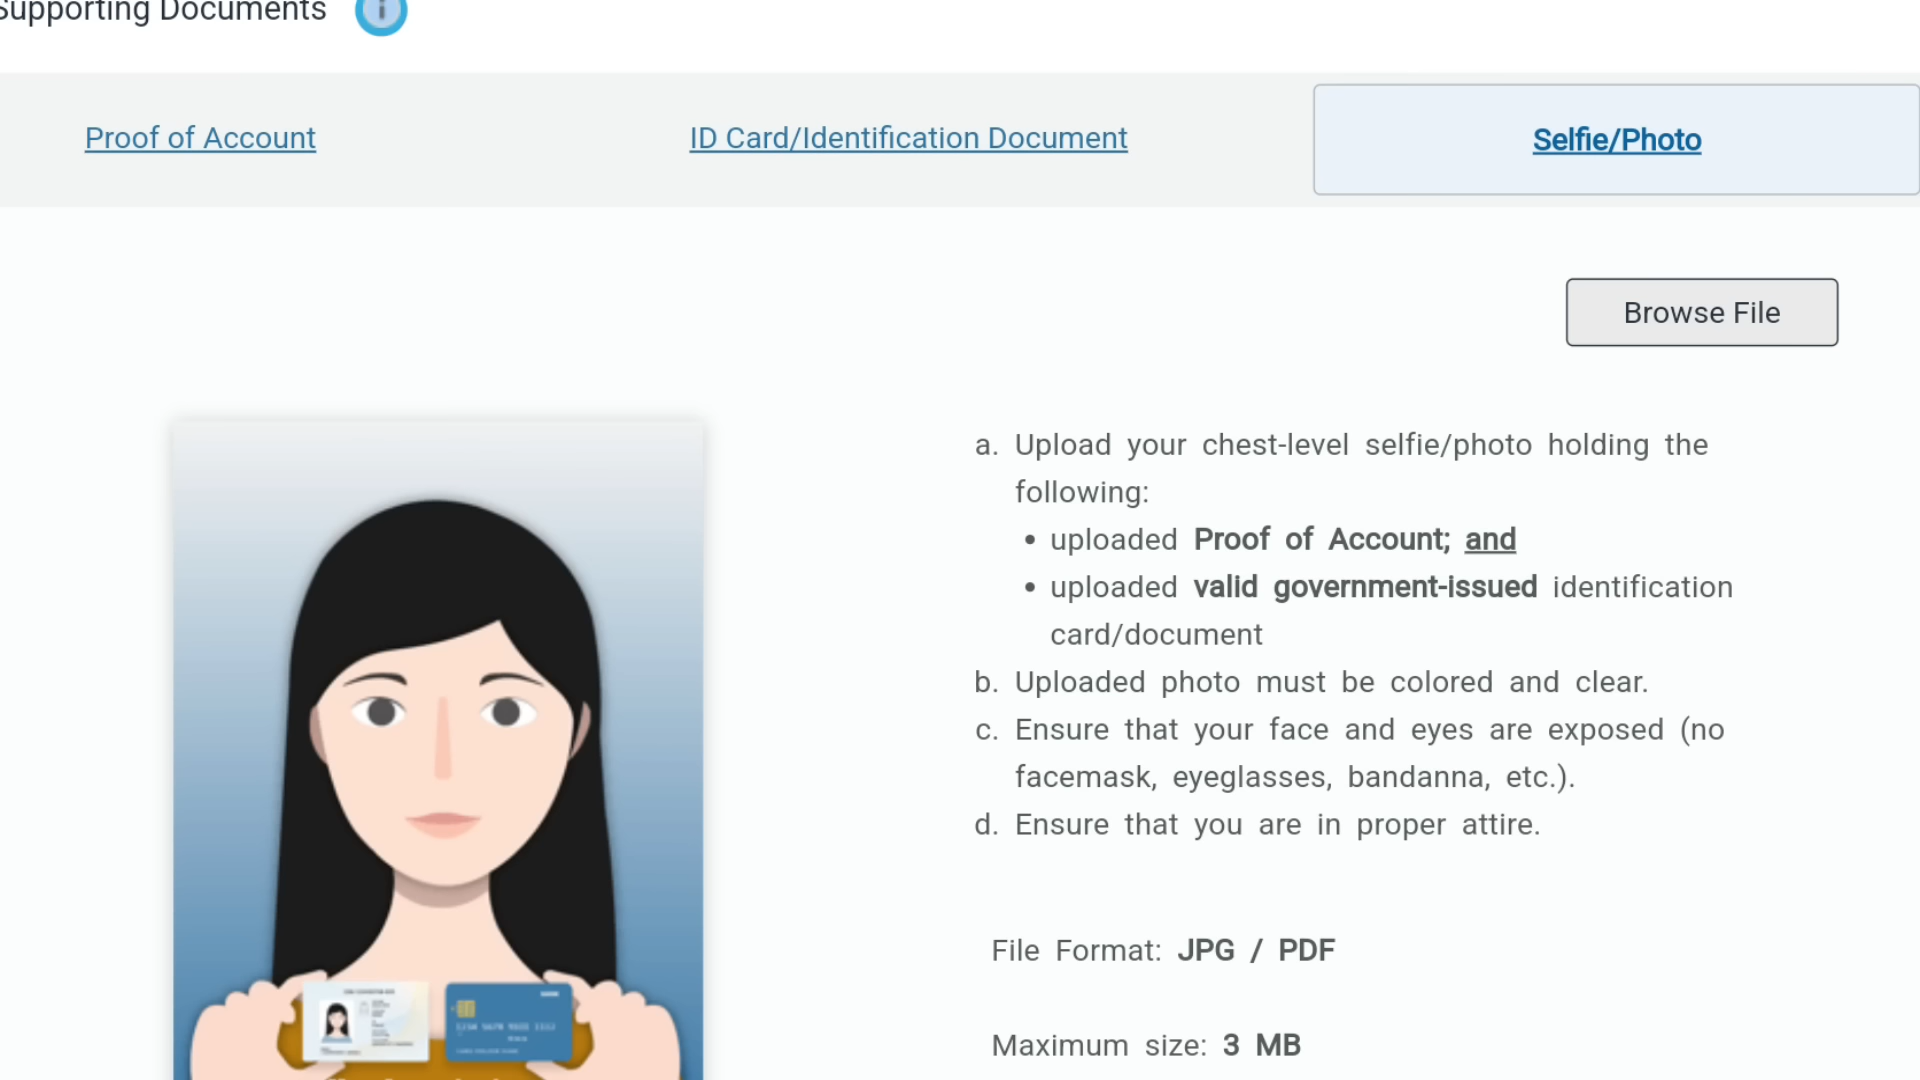 Supporting Documents
Proof of Account
ID Card/Identification Document
Selfie/Photo
Browse File
a. Upload your chest-level selfie/photo holding the
following:
• uploaded Proof of Account; and
• uploaded valid government-issued identification
card/document
b. Uploaded photo must be colored and clear.
c. Ensure that your face and eyes are exposed (no
facemask, eyeglasses, bandanna, etc.).
d. Ensure that you are in proper attire.
File Format: JPG / PDF
Maximum size: 3 MB